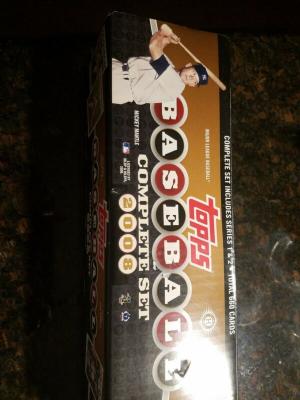 COMPLETE SET INCLUDES SERIES 1 & 2 • TOTAL 660 CARDS
MAJOR LEAGUE BASEBALL
topps
BASEBALL
COMPLETE SET
2008
MICKEY MANTLE